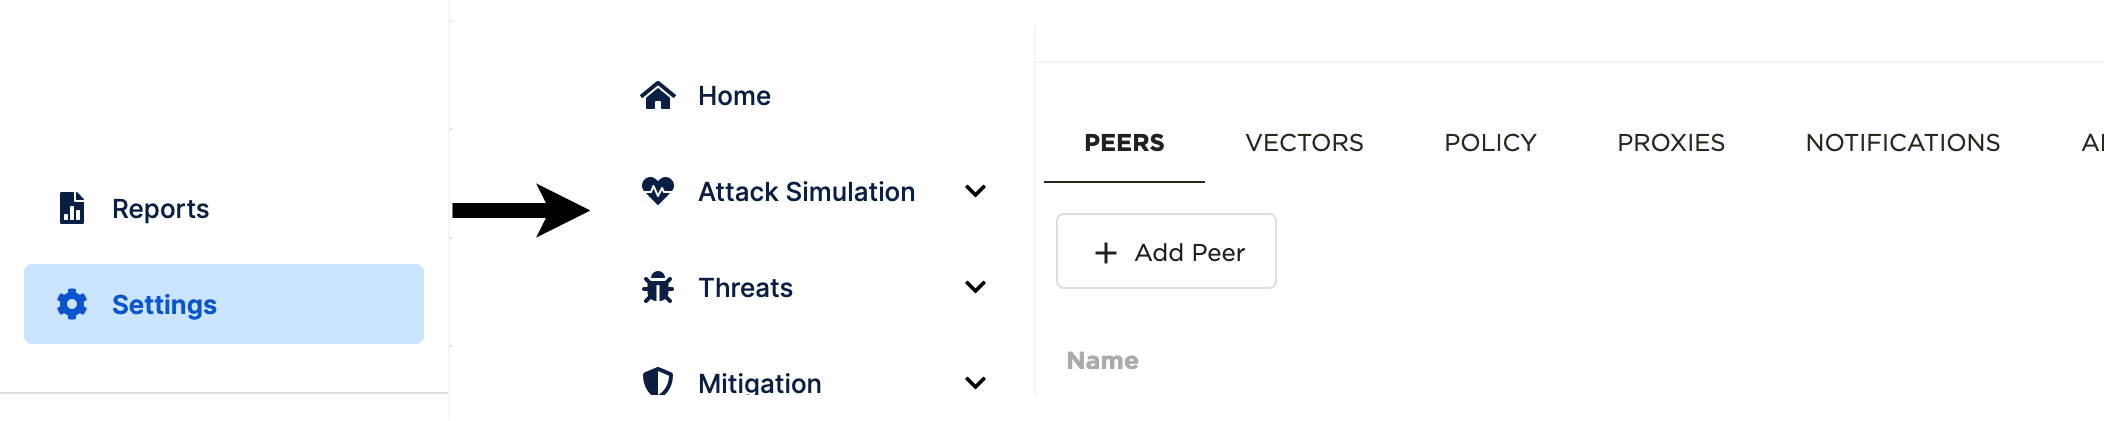 Reports
Settings
Home
Attack Simulation
Threats
Mitigation
PEERS VECTORS POLICY PROXIES NOTIFICATIONS
+ Add Peer
Name